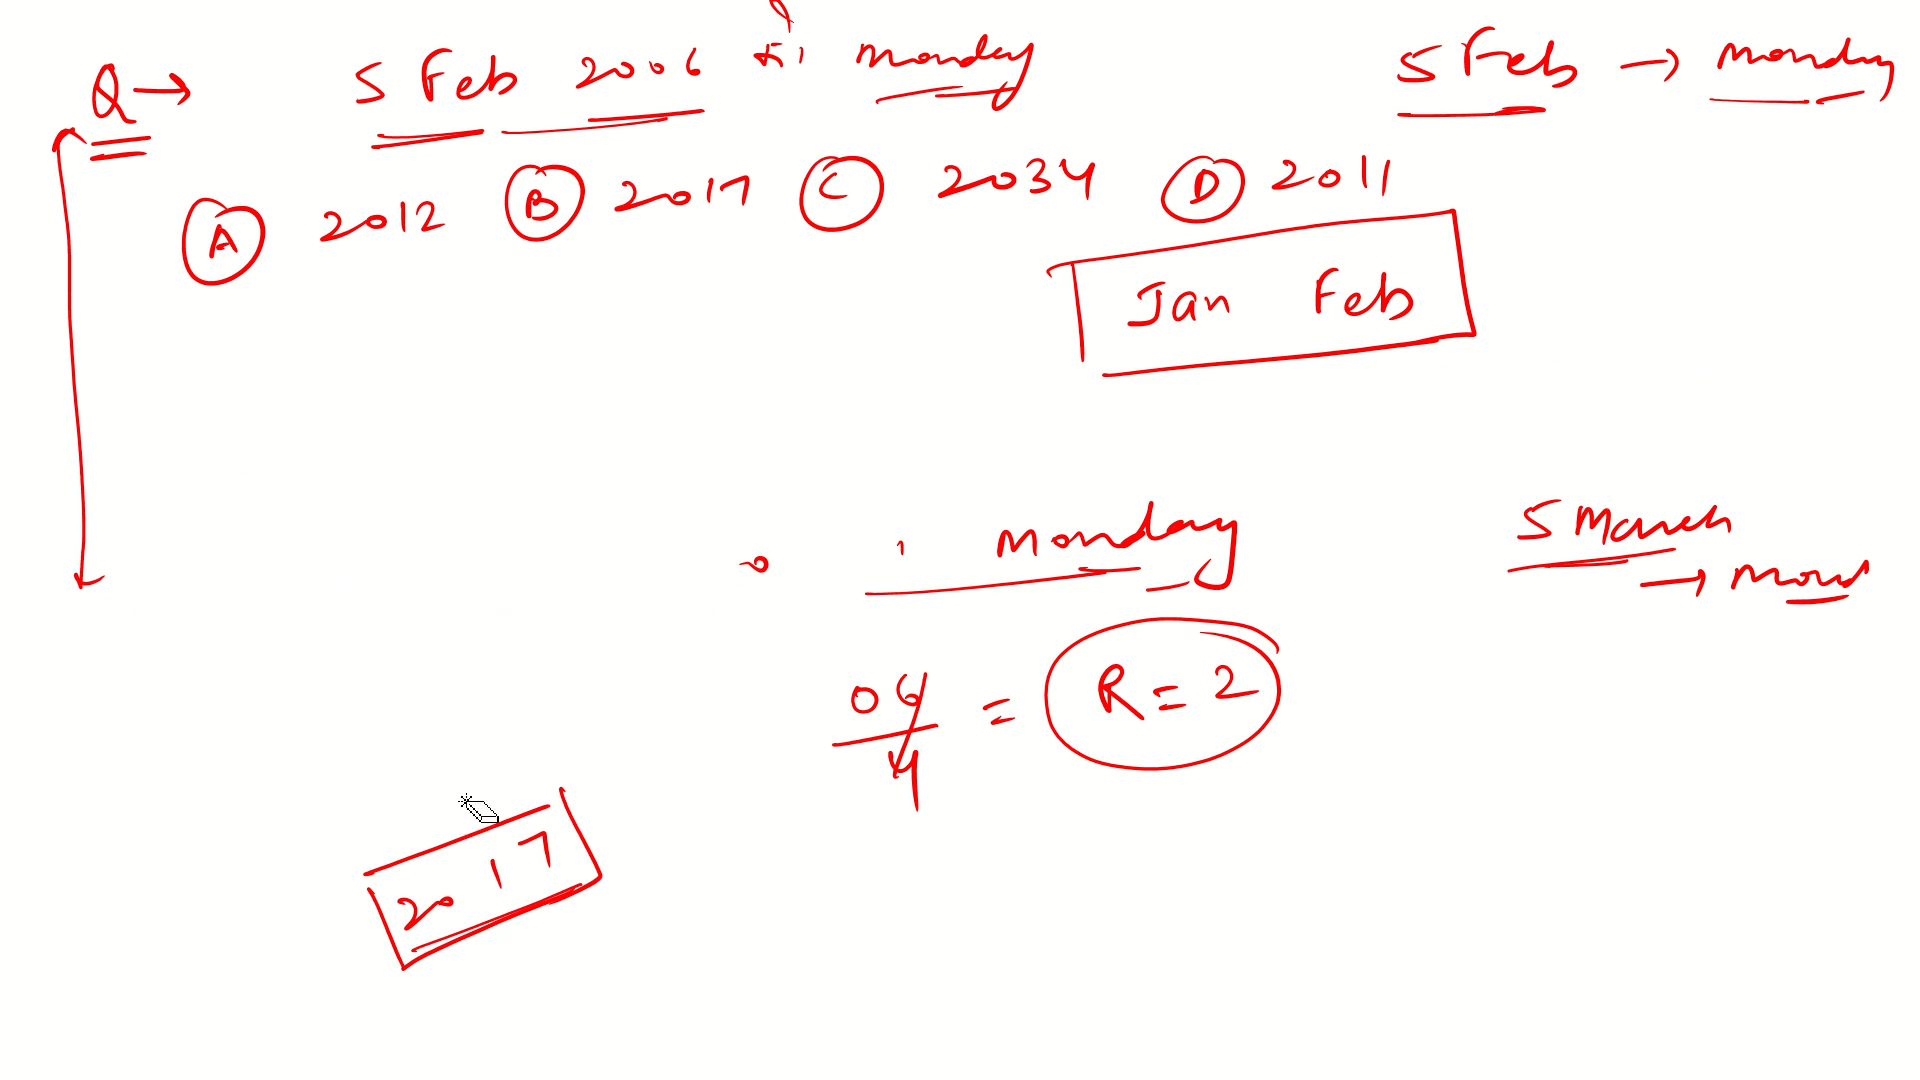 Q → 5 Feb 2006 को Monday 5 Feb → Monday
A 2012 B 2017 C 2034 D 2011
Jan Feb
Monday 5 March
→ Mond
06/4 = R = 2
2017